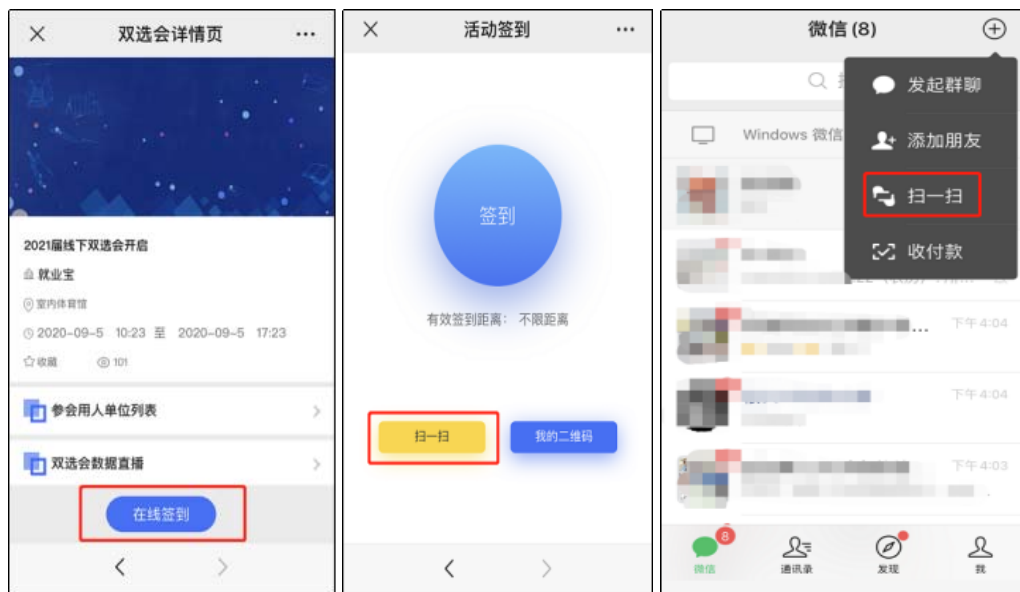 双选会详情页
2021届线下双选会开启
就业宝
室内体育馆
2020-09-5 10:23 至 2020-09-5 17:23
收藏 101
参会用人单位列表
双选会数据直播
在线签到
活动签到
签到
有效签到距离: 不限距离
扫一扫 我的二维码
微信(8)
发起群聊
Windows 微信
添加朋友
扫一扫
收付款
下午4:04
下午4:04
下午4:03
8
微信 通讯录 发现 我